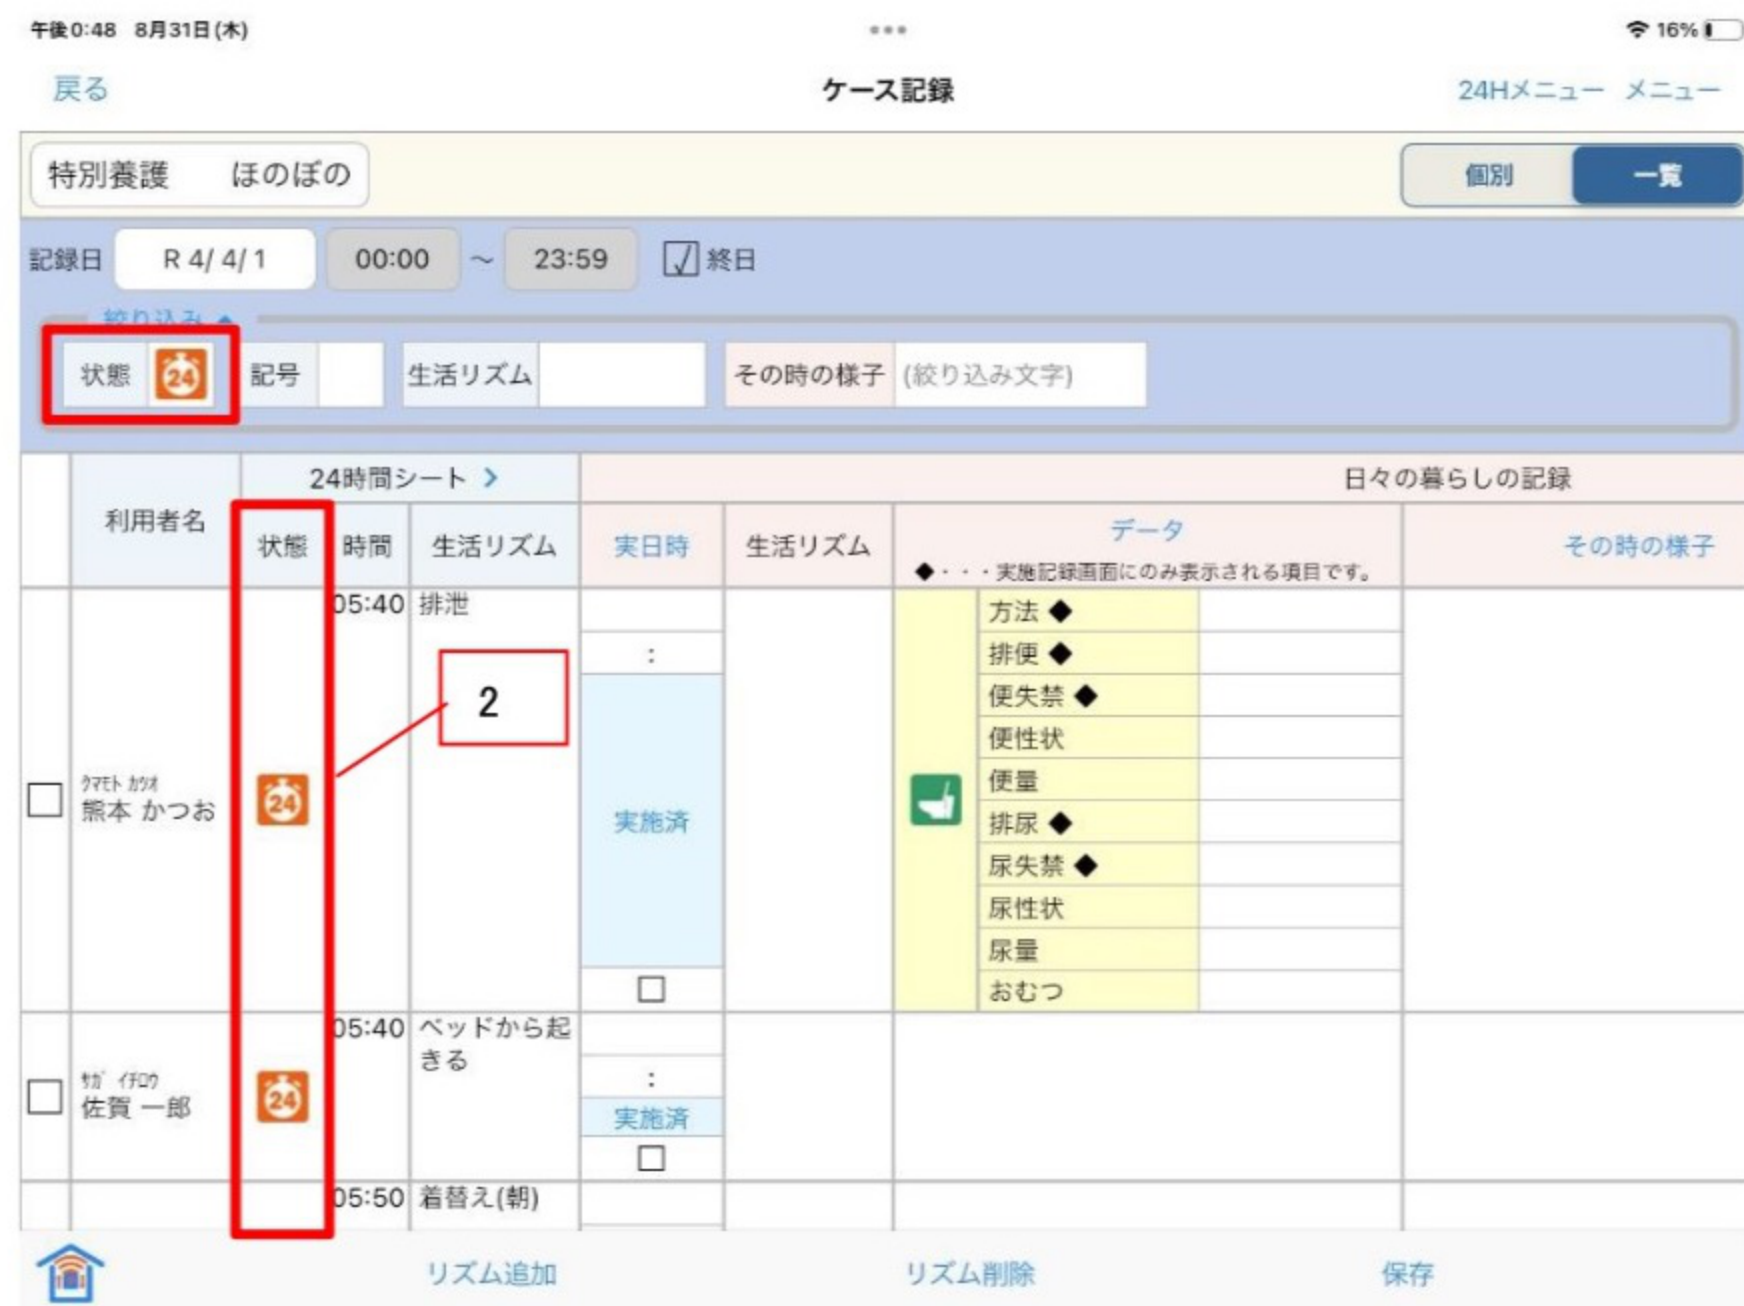 午後0:48 8月31日(木)
16%
戻る
ケース記録
24Hメニュー メニュー
特別養護 ほのぼの
個別
一覧
記録日
R 4/ 4/ 1
00:00
～
23:59
終日
絞り込み
状態
24
記号
生活リズム
その時の様子
(絞り込み文字)
利用者名
24時間シート >
日々の暮らしの記録
状態
時間
生活リズム
実日時
生活リズム
データ
◆・・・実施記録画面にのみ表示される項目です。
その時の様子
05:40
排泄
:
2
実施済
ｸﾏﾓﾄ ｶﾂｵ
熊本 かつお
24
方法 ◆
排便 ◆
便失禁 ◆
便性状
便量
排尿 ◆
尿失禁 ◆
尿性状
尿量
おむつ
05:40
ベッドから起
きる
:
実施済
ｻｶﾞ ｲﾁﾛｳ
佐賀 一郎
24
05:50
着替え(朝)
リズム追加
リズム削除
保存